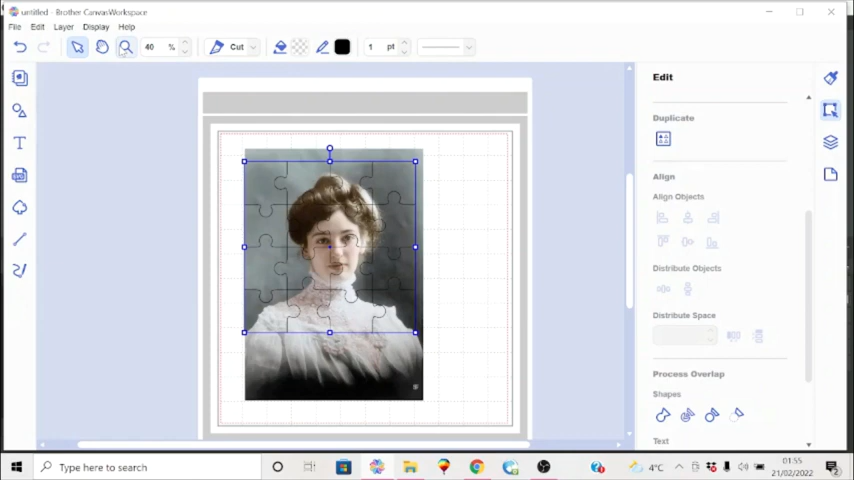 untitled - Brother CanvasWorkspace
File Edit Layer Display Help
40 % Cut 1 pt
Edit
Duplicate
Align
Align Objects
Distribute Objects
Distribute Space
Process Overlap
Shapes
Text
Type here to search
4°C
01:55
21/02/2022
2